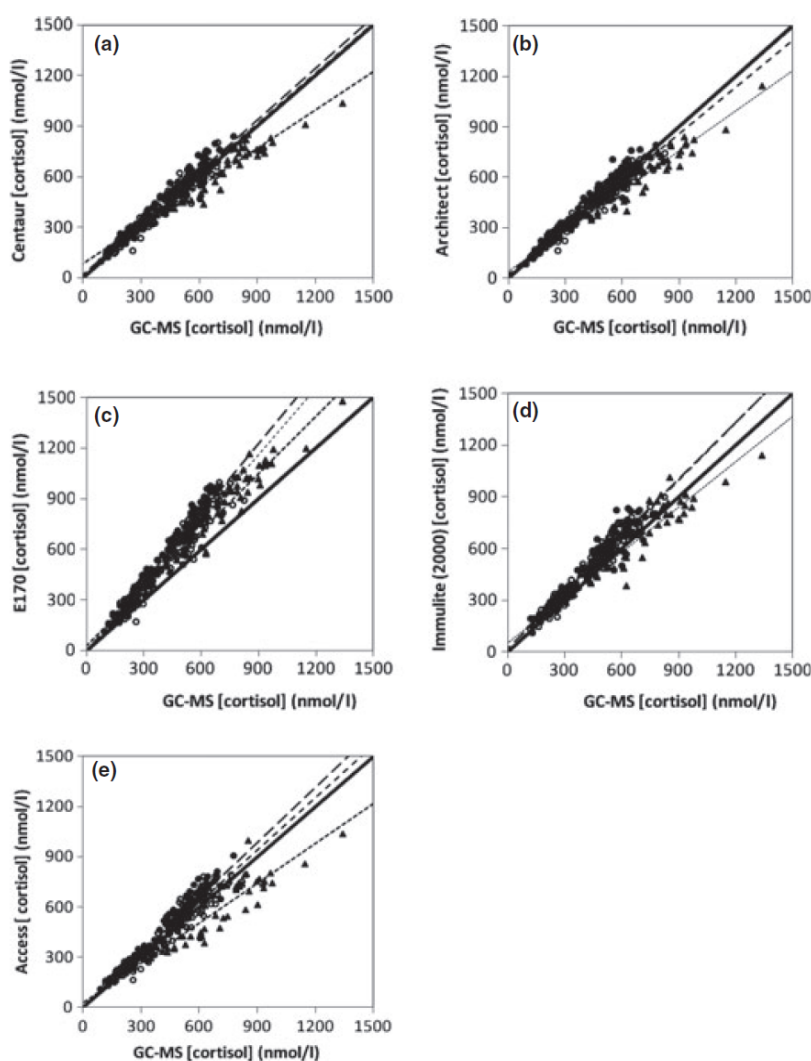 (a)
1500
1200
900
600
300
0
0 300 600 900 1200 1500
Centaur [cortisol] (nmol/l)
GC-MS [cortisol] (nmol/l)
(b)
1500
1200
900
600
300
0
0 300 600 900 1200 1500
Architect [cortisol] (nmol/l)
GC-MS [cortisol] (nmol/l)
(c)
1500
1200
900
600
300
0
0 300 600 900 1200 1500
E170 [cortisol] (nmol/l)
GC-MS [cortisol] (nmol/l)
(d)
1500
1200
900
600
300
0
0 300 600 900 1200 1500
Immulite (2000) [cortisol] (nmol/l)
GC-MS [cortisol] (nmol/l)
(e)
1500
1200
900
600
300
0
0 300 600 900 1200 1500
Access [ cortisol] (nmol/l)
GC-MS [cortisol] (nmol/l)